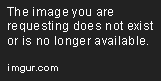 The image you are
requesting does not exist
or is no longer available.
imgur.com